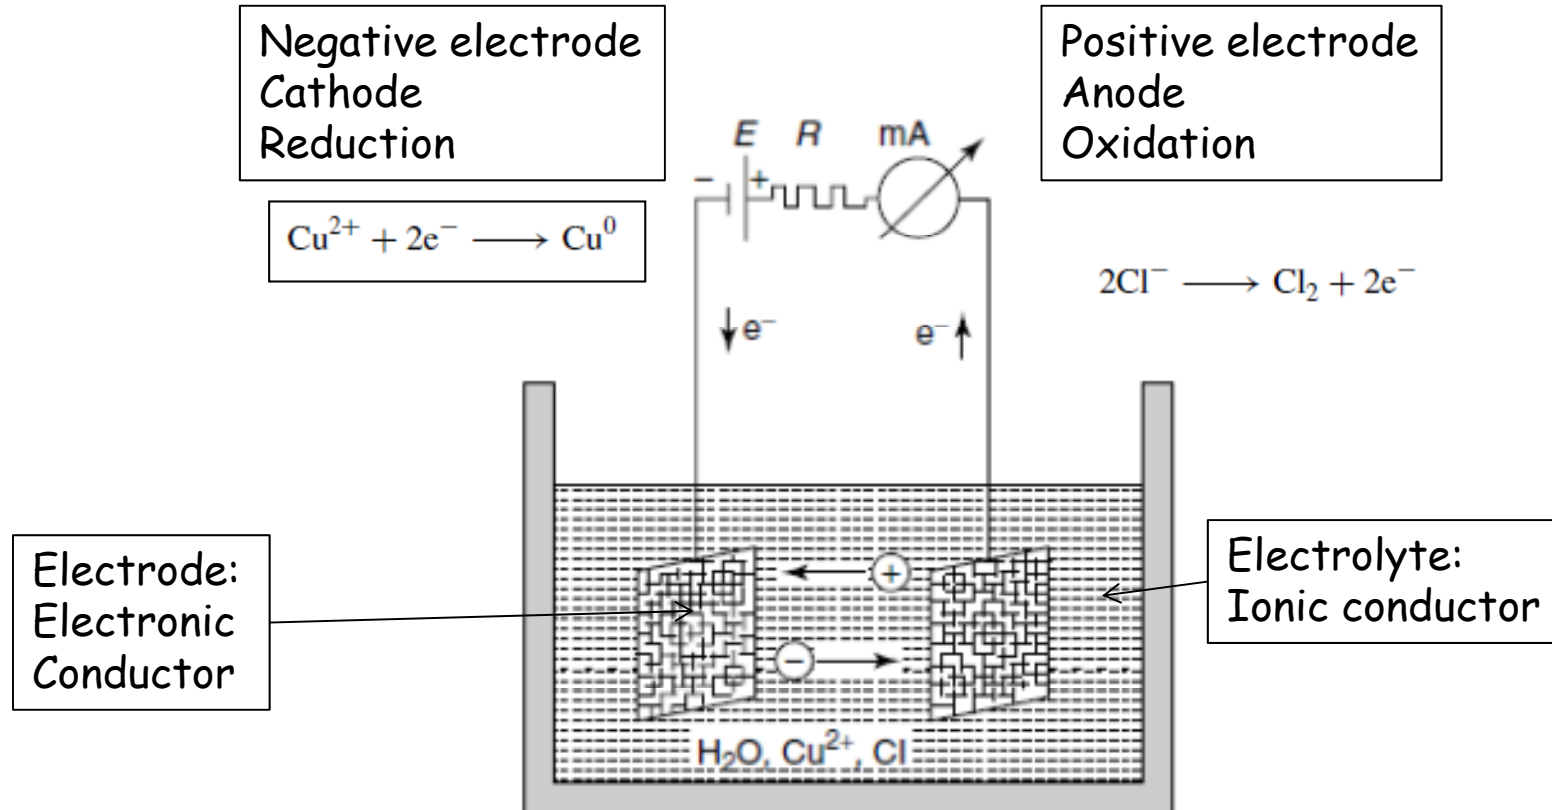 Negative electrode
Cathode
Reduction
Positive electrode
Anode
Oxidation
E R mA
− +
Cu²⁺ + 2e⁻ ⟶ Cu⁰
2Cl⁻ ⟶ Cl₂ + 2e⁻
e⁻
e⁻
Electrode:
Electronic
Conductor
Electrolyte:
Ionic conductor
+
−
H₂O, Cu²⁺, Cl